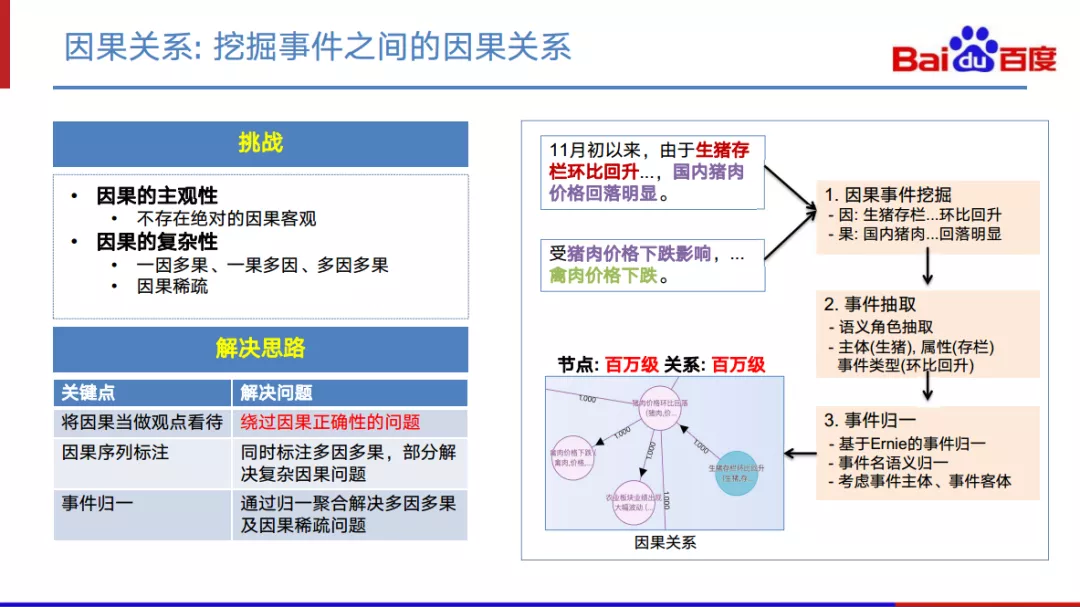 因果关系: 挖掘事件之间的因果关系
Bai du 百度
挑战
• 因果的主观性
• 不存在绝对的因果客观
• 因果的复杂性
• 一因多果、一果多因、多因多果
• 因果稀疏
解决思路
关键点 解决问题
将因果当做观点看待 绕过因果正确性的问题
因果序列标注 同时标注多因多果，部分解
决复杂因果问题
事件归一 通过归一聚合解决多因多果
及因果稀疏问题
11月初以来，由于生猪存
栏环比回升...，国内猪肉
价格回落明显。
受猪肉价格下跌影响，...
禽肉价格下跌。
1. 因果事件挖掘
- 因: 生猪存栏...环比回升
- 果: 国内猪肉...回落明显
2. 事件抽取
- 语义角色抽取
- 主体(生猪), 属性(存栏)
事件类型(环比回升)
3. 事件归一
- 基于Ernie的事件归一
- 事件名语义归一
- 考虑事件主体、事件客体
节点: 百万级 关系: 百万级
1.000
猪肉价格环比回落
(猪肉,价...
1.000
1.000
1.000
禽肉价格下跌 (
禽肉,价格,...
生猪存栏环比回升
(生猪,存...
农业板块业绩出现
大幅波动 (...
1.000
因果关系